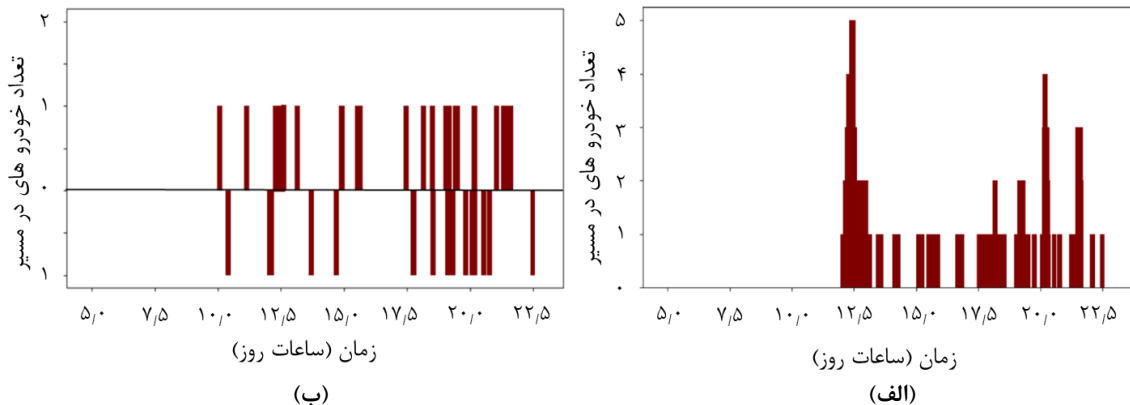 تعداد خودرو های در مسیر
۵
۴
۳
۲
۱
۰
۵٫۰ ۷٫۵ ۱۰٫۰ ۱۲٫۵ ۱۵٫۰ ۱۷٫۵ ۲۰٫۰ ۲۲٫۵
زمان (ساعات روز)
(الف)
تعداد خودرو های در مسیر
۲
۱
۰
۱
۵٫۰ ۷٫۵ ۱۰٫۰ ۱۲٫۵ ۱۵٫۰ ۱۷٫۵ ۲۰٫۰ ۲۲٫۵
زمان (ساعات روز)
(ب)